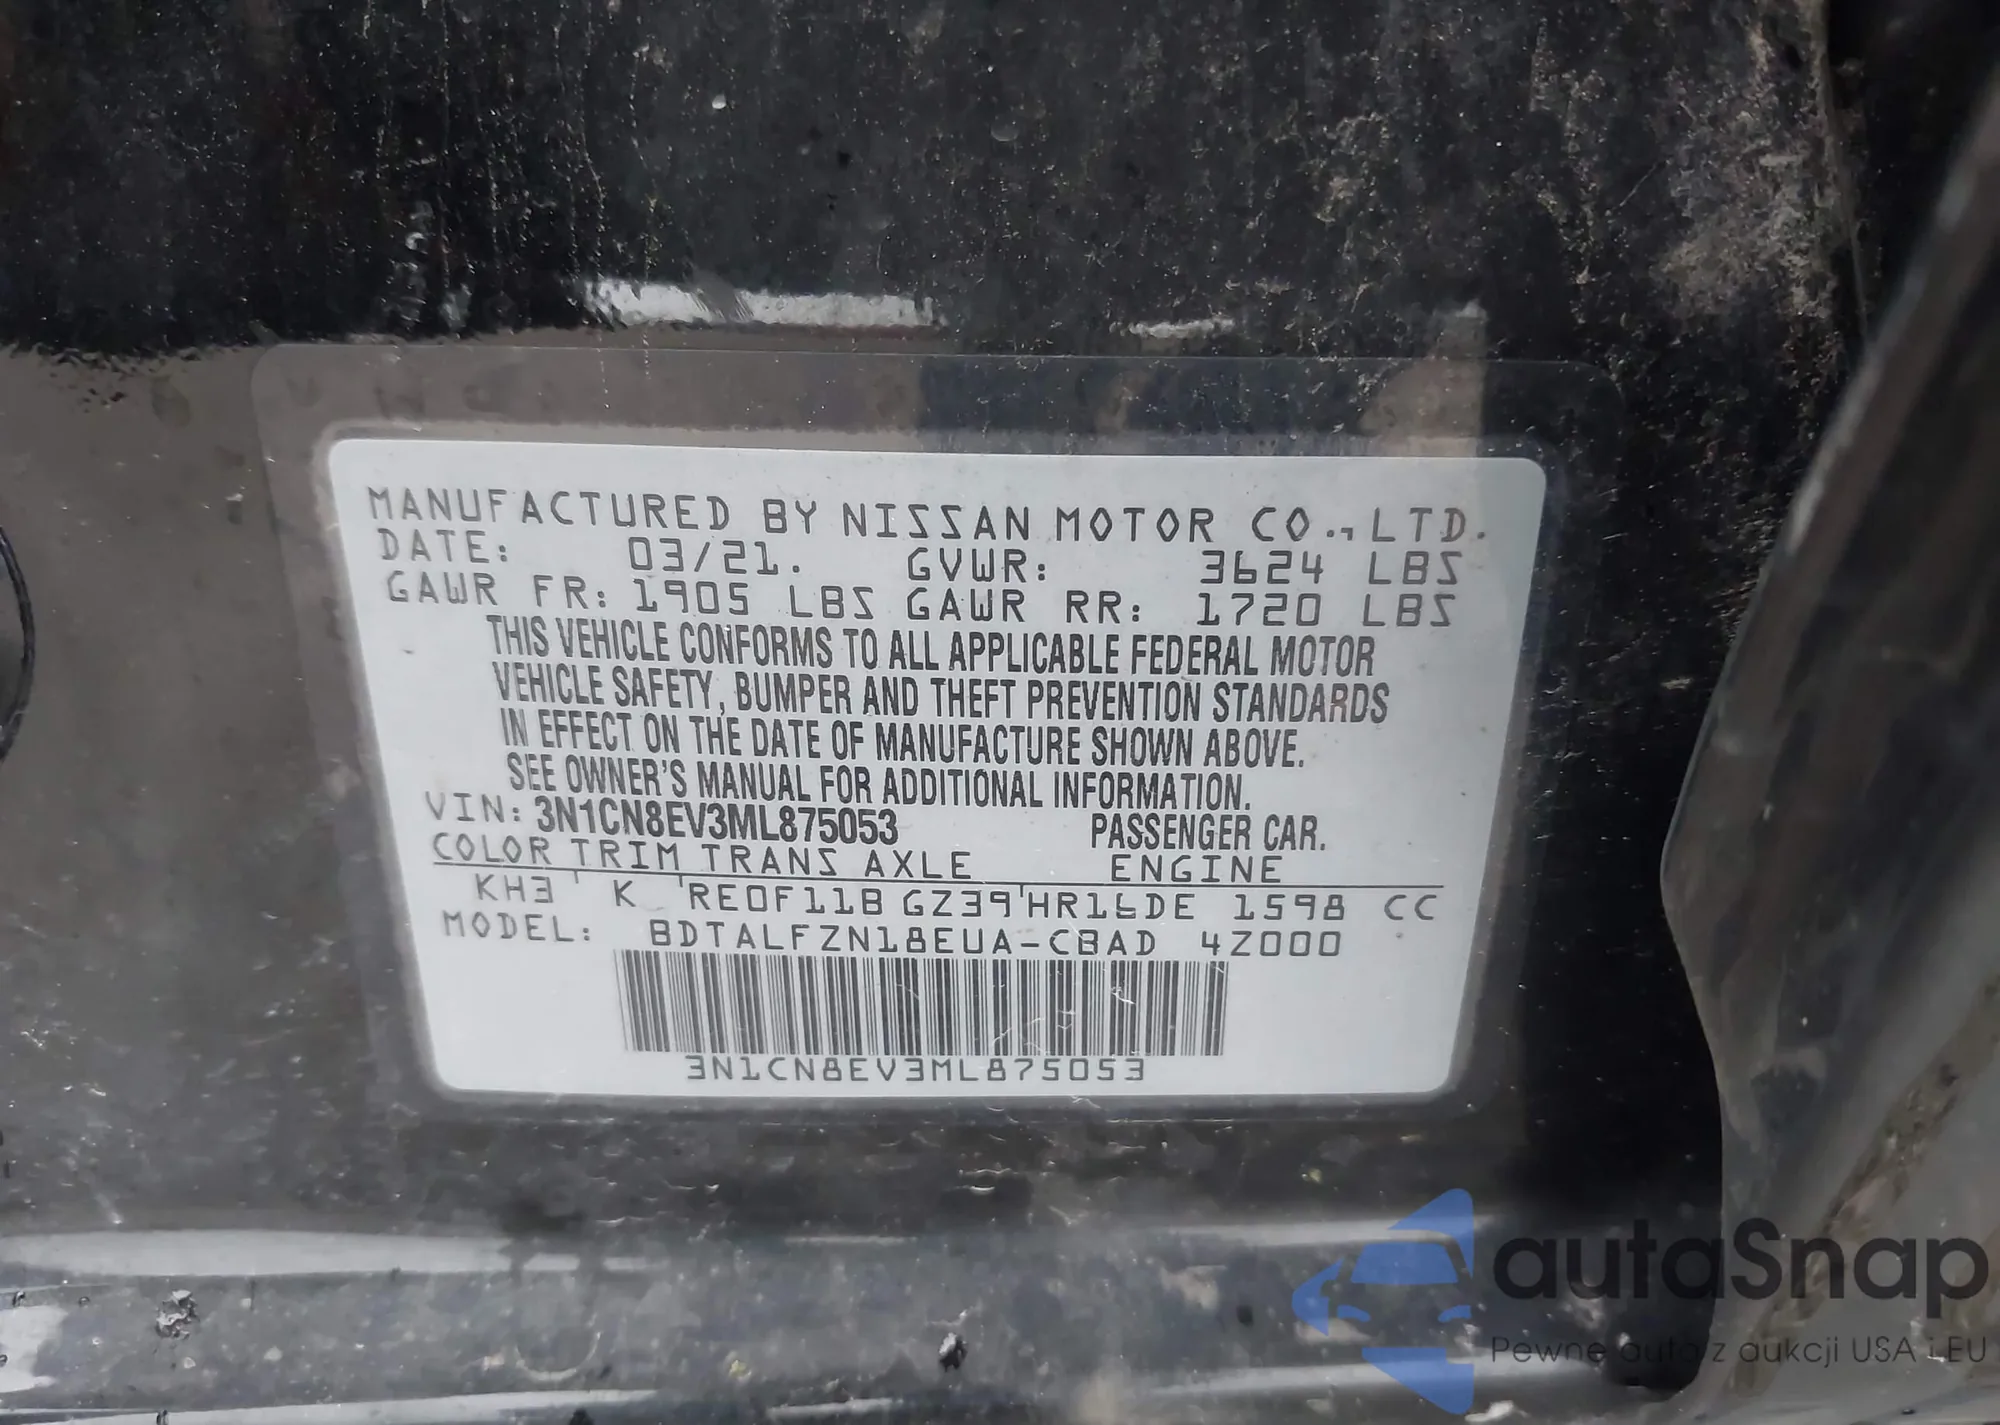 MANUFACTURED BY NISSAN MOTOR CO., LTD.
DATE: 03/21. GVWR: 3624 LBS
GAWR FR: 1905 LBS GAWR RR: 1720 LBS
THIS VEHICLE CONFORMS TO ALL APPLICABLE FEDERAL MOTOR
VEHICLE SAFETY, BUMPER AND THEFT PREVENTION STANDARDS
IN EFFECT ON THE DATE OF MANUFACTURE SHOWN ABOVE.
SEE OWNER'S MANUAL FOR ADDITIONAL INFORMATION.
VIN: 3N1CN8EV3ML875053 PASSENGER CAR.
COLOR TRIM TRANS AXLE ENGINE
KH3 K RE0F11B GZ39 HR16DE 1598 CC
MODEL: BDTALFZN18EUA-CBAD 4Z000
3N1CN8EV3ML875053
autaSnap
Pewne auta z aukcji USA i EU